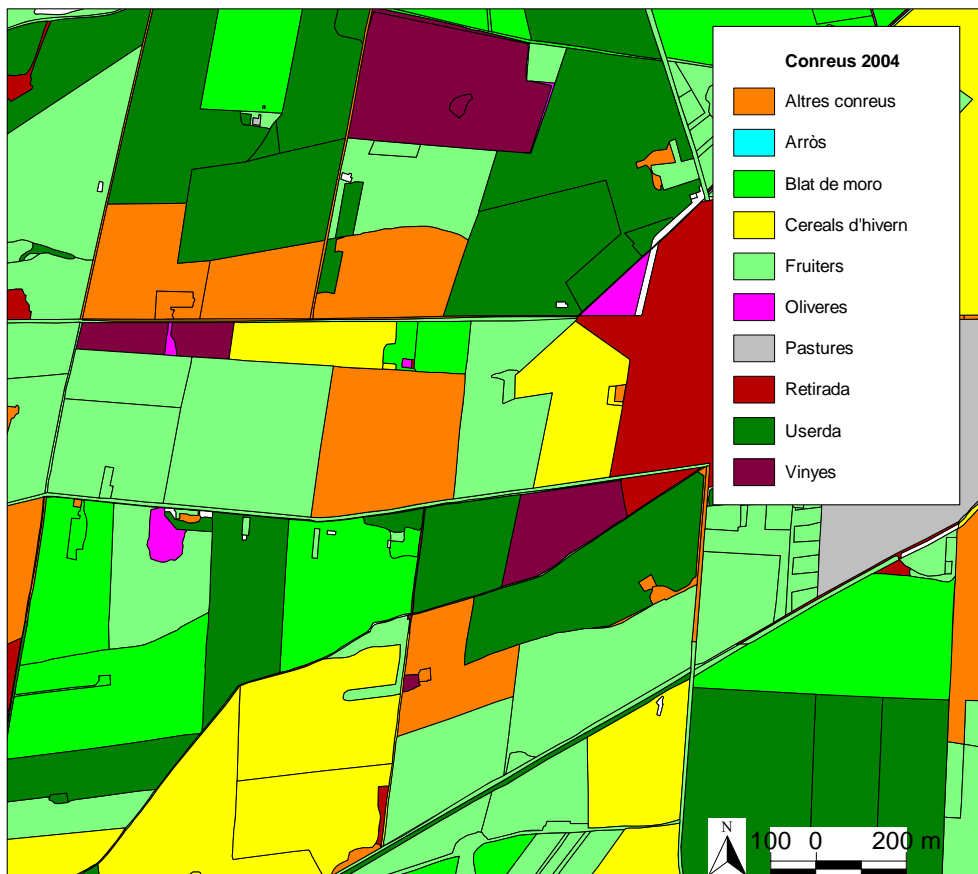 Conreus 2004
Altres conreus
Arròs
Blat de moro
Cereals d'hivern
Fruiters
Oliveres
Pastures
Retirada
Userda
Vinyes
N
100 0 200 m